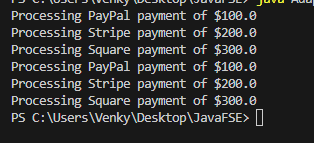 PS C:\Users\Venky\Desktop\JavaFSE> java Adap
Processing PayPal payment of $100.0
Processing Stripe payment of $200.0
Processing Square payment of $300.0
Processing PayPal payment of $100.0
Processing Stripe payment of $200.0
Processing Square payment of $300.0
PS C:\Users\Venky\Desktop\JavaFSE>